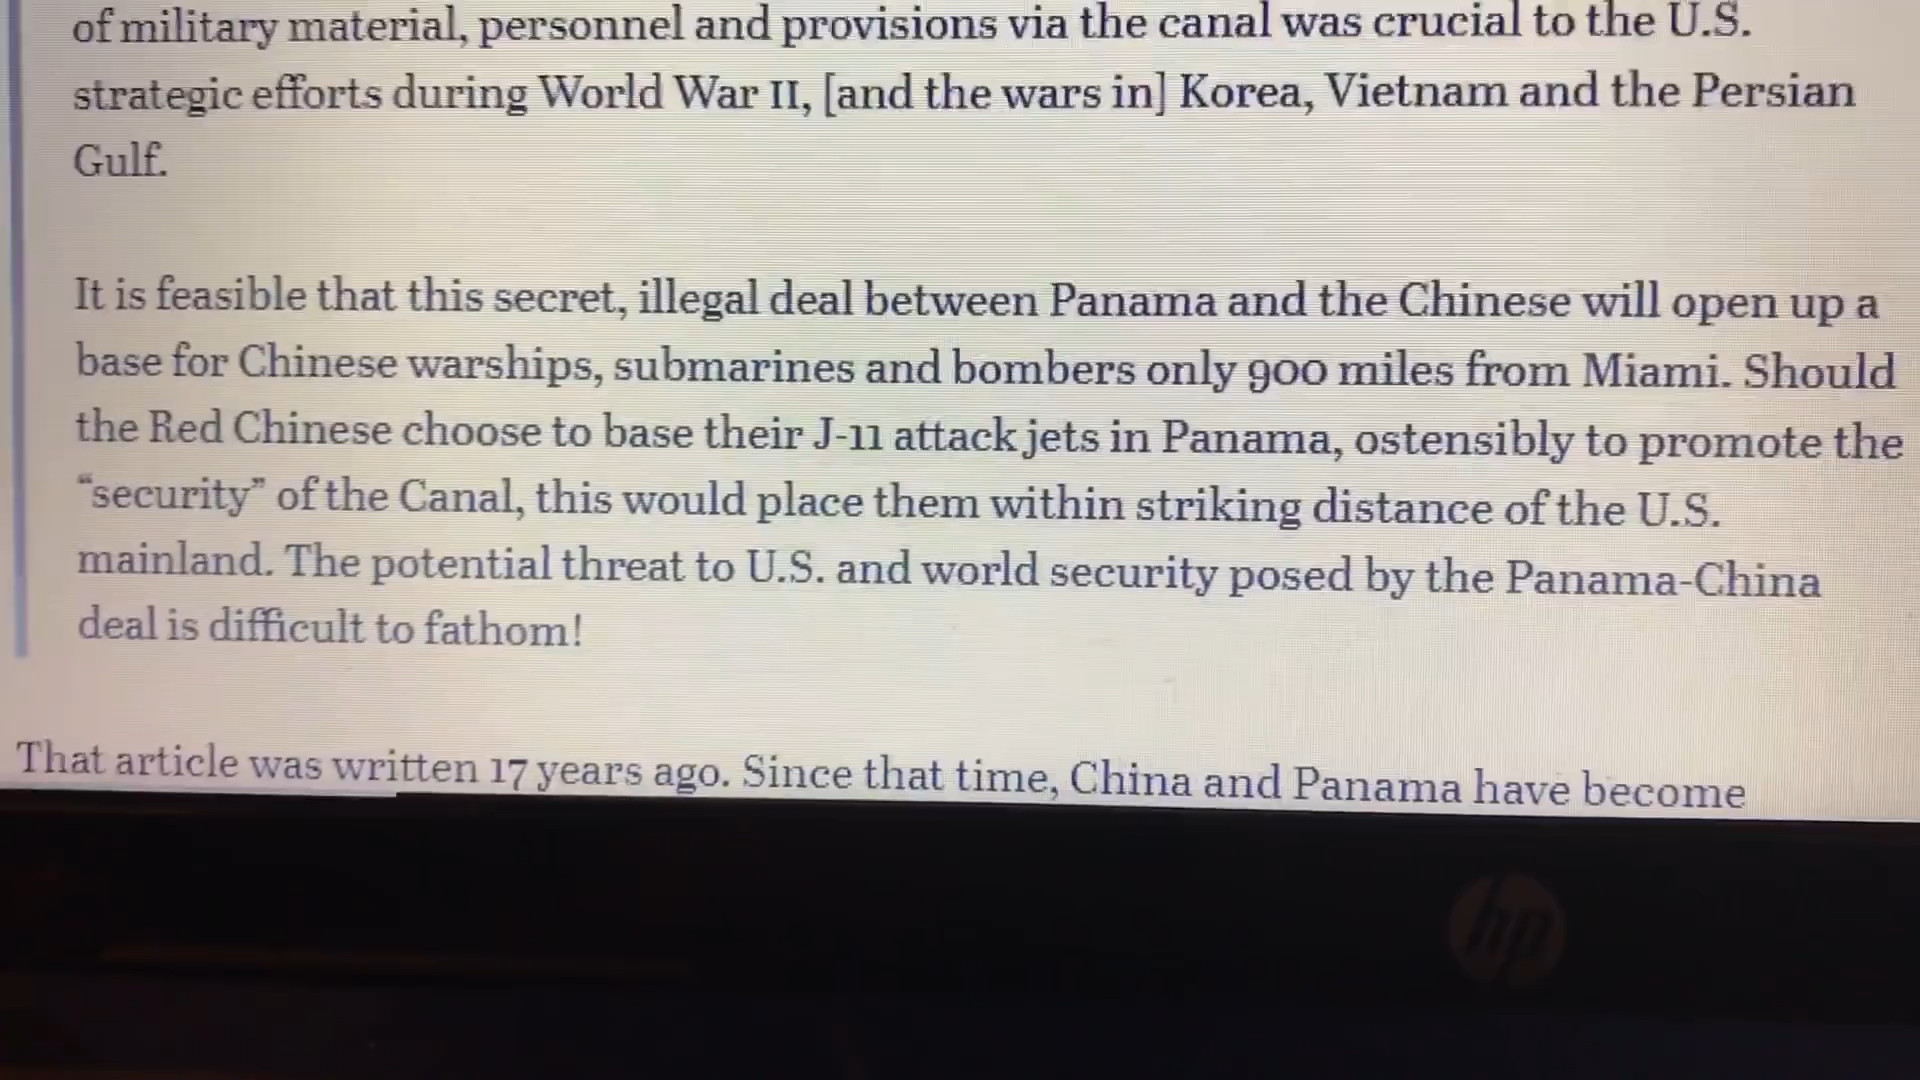 of military material, personnel and provisions via the canal was crucial to the U.S.
strategic efforts during World War II, [and the wars in] Korea, Vietnam and the Persian
Gulf.
It is feasible that this secret, illegal deal between Panama and the Chinese will open up a
base for Chinese warships, submarines and bombers only 900 miles from Miami. Should
the Red Chinese choose to base their J-11 attack jets in Panama, ostensibly to promote the
“security” of the Canal, this would place them within striking distance of the U.S.
mainland. The potential threat to U.S. and world security posed by the Panama-China
deal is difficult to fathom!
That article was written 17 years ago. Since that time, China and Panama have become
hp